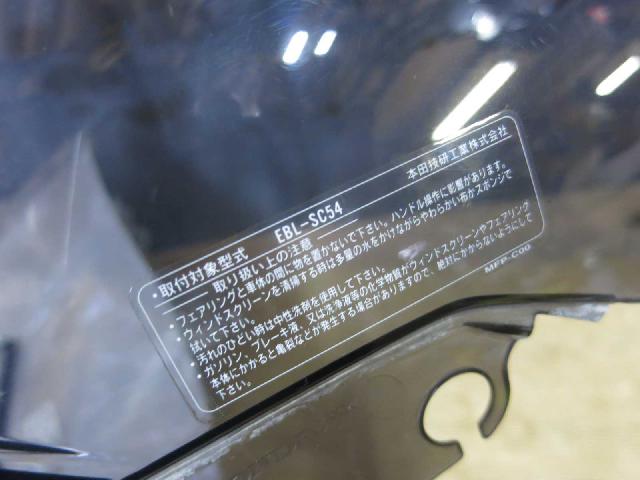 本田技研工業株式会社
・取付対象型式　EBL-SC54
取り扱い上の注意
・フェアリングと車体の間に物を置かないで下さい。ハンドル操作に影響があります。
・ウィンドスクリーンを清掃する時は多量の水をかけながらやわらかい布かスポンジで
拭いて下さい。
・汚れのひどい時は中性洗剤を使用して下さい。
・ガソリン、ブレーキ液、又は洗浄液等の化学物質がウィンドスクリーンやフェアリング
本体にかかると亀裂などが発生する場合がありますので、絶対にかからないようにして
下さい。
MFP-C00